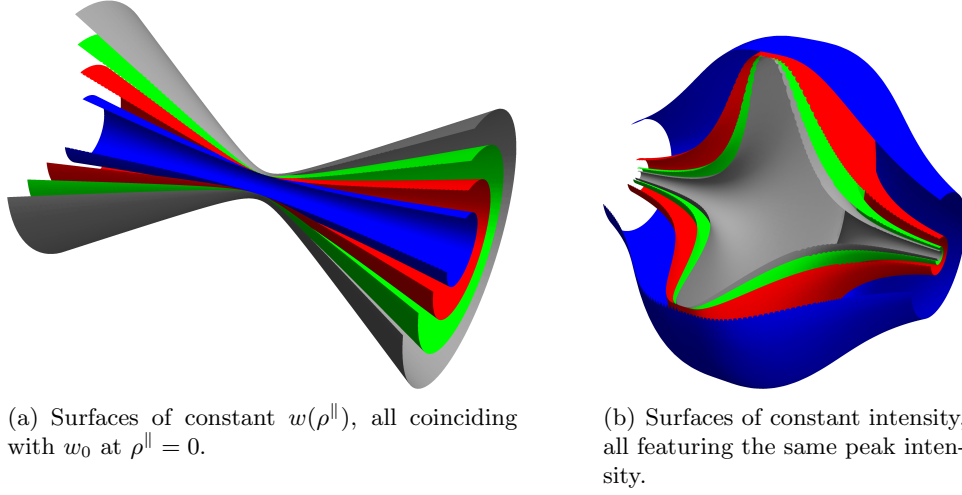 (a) Surfaces of constant w(ρ∥), all coinciding
with w₀ at ρ∥ = 0.
(b) Surfaces of constant intensity,
all featuring the same peak inten-
sity.